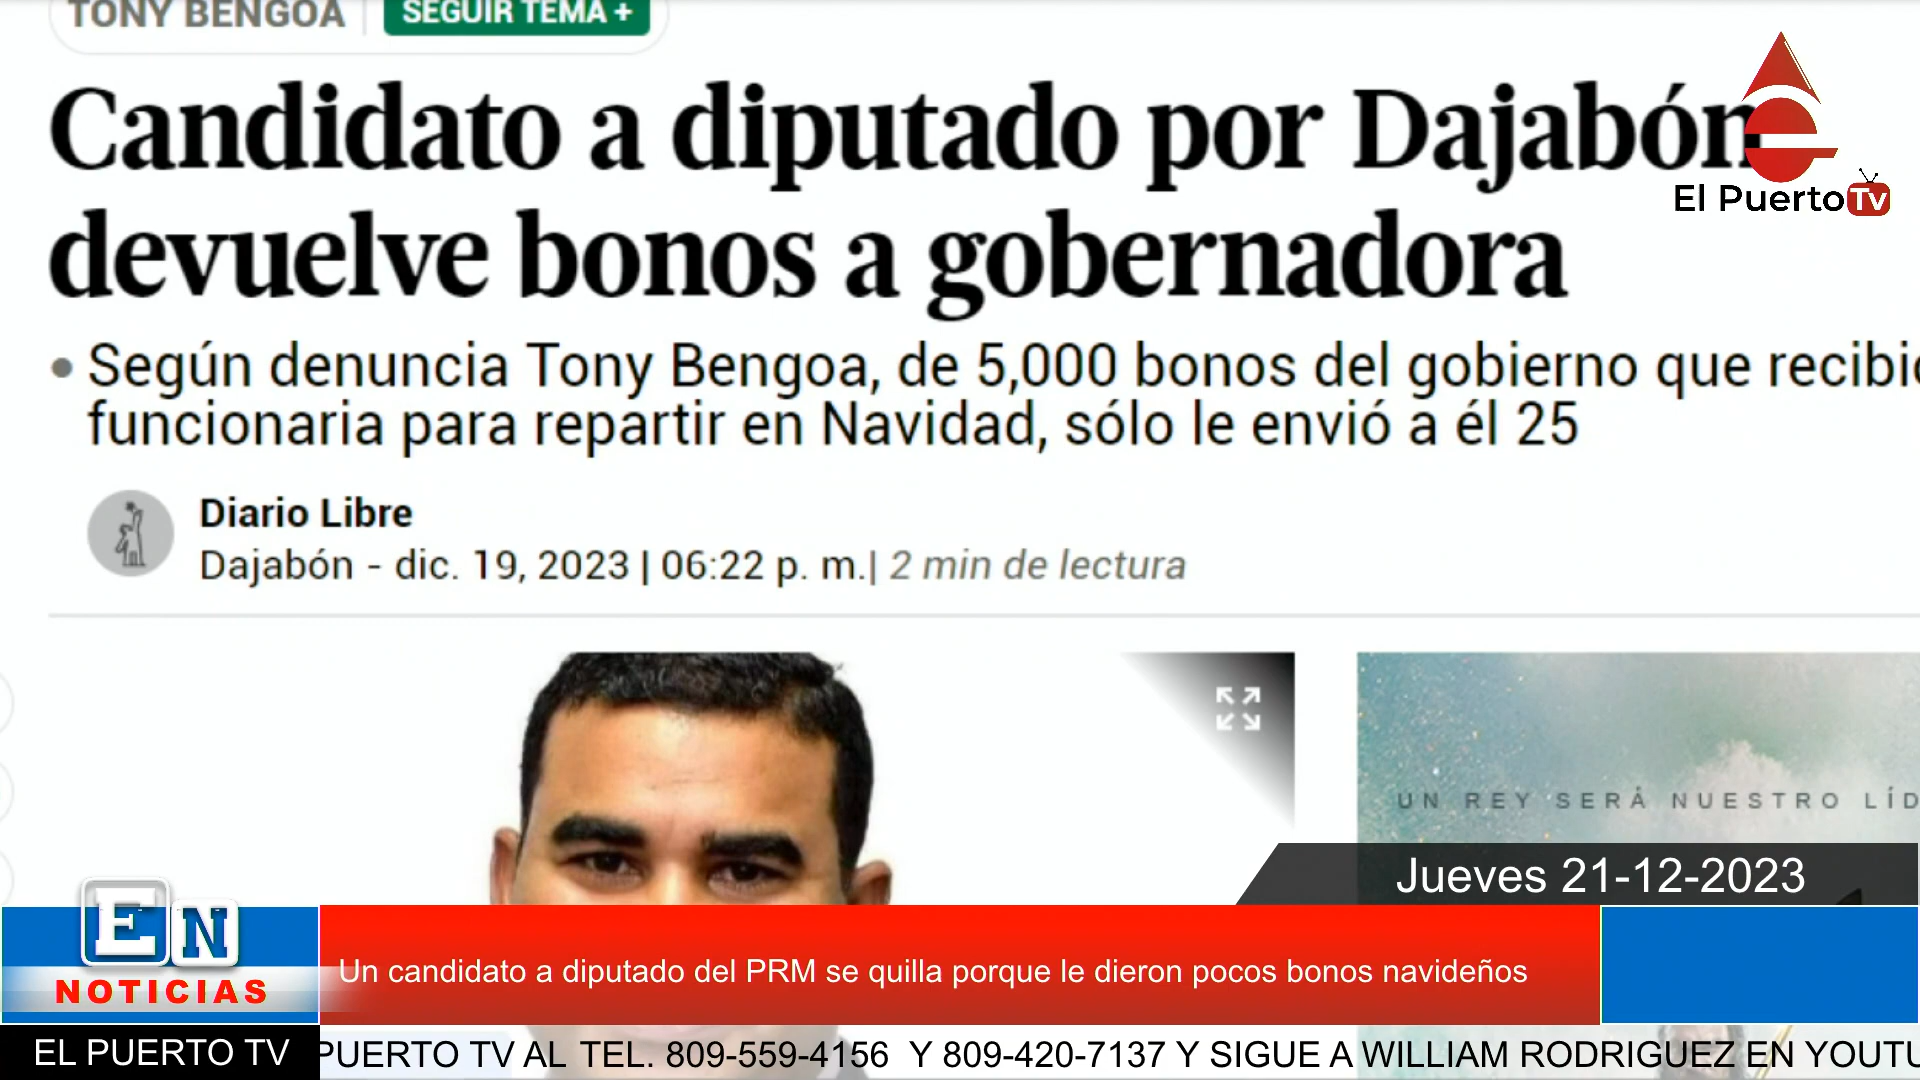 TONY BENGOA
SEGUIR TEMA +
Candidato a diputado por Dajabón
devuelve bonos a gobernadora
El Puerto Tv
• Según denuncia Tony Bengoa, de 5,000 bonos del gobierno que
funcionaria para repartir en Navidad, sólo le envió a él 25
Diario Libre
Dajabón - dic. 19, 2023 | 06:22 p. m.| 2 min de lectura
UN REY SERÁ NUESTRO
Jueves 21-12-2023
EN
NOTICIAS
Un candidato a diputado del PRM se quilla porque le dieron pocos bonos navideños
EL PUERTO TV
PUERTO TV AL TEL. 809-559-4156 Y 809-420-7137 Y SIGUE A WILLIAM RODRIGUEZ EN